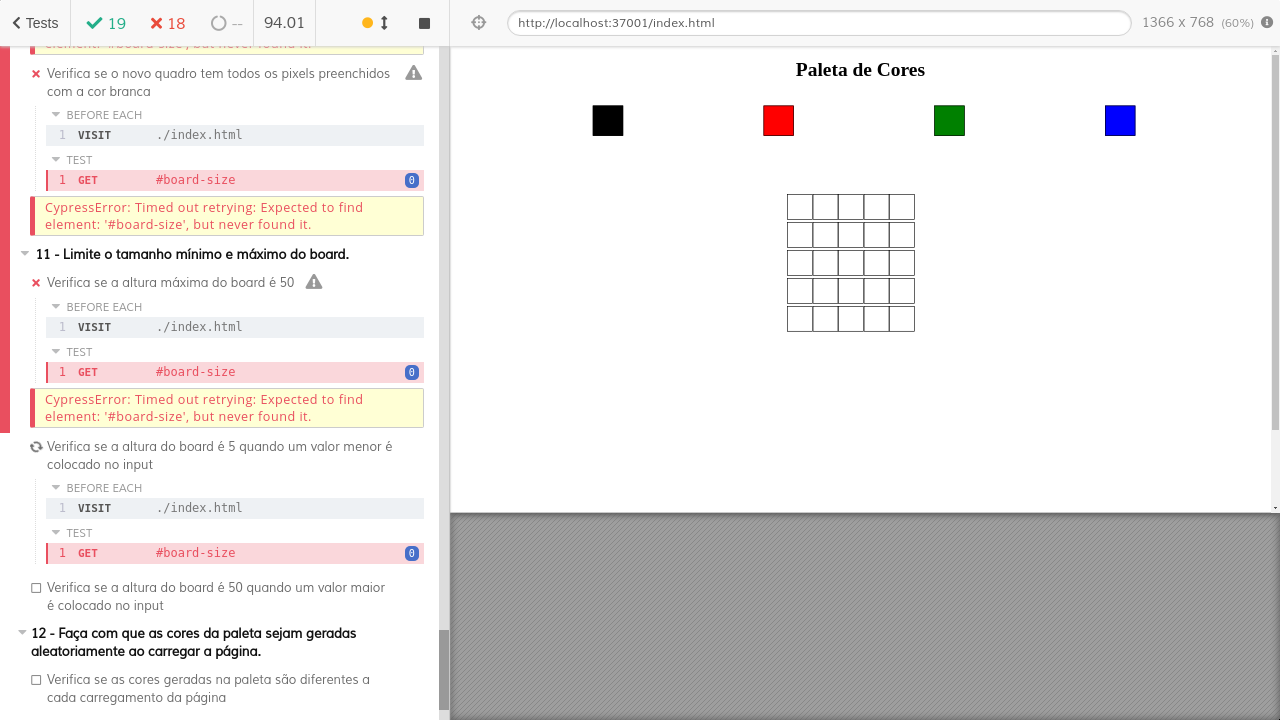 Tests
19
18
--
94.01
http://localhost:37001/index.html
1366 x 768 (60%)
element: '#board-size', but never found it.
Verifica se o novo quadro tem todos os pixels preenchidos
com a cor branca
BEFORE EACH
1 VISIT ./index.html
TEST
1 GET #board-size 0
CypressError: Timed out retrying: Expected to find
element: '#board-size', but never found it.
11 - Limite o tamanho mínimo e máximo do board.
Verifica se a altura máxima do board é 50
BEFORE EACH
1 VISIT ./index.html
TEST
1 GET #board-size 0
CypressError: Timed out retrying: Expected to find
element: '#board-size', but never found it.
Verifica se a altura do board é 5 quando um valor menor é
colocado no input
BEFORE EACH
1 VISIT ./index.html
TEST
1 GET #board-size 0
Verifica se a altura do board é 50 quando um valor maior
é colocado no input
12 - Faça com que as cores da paleta sejam geradas
aleatoriamente ao carregar a página.
Verifica se as cores geradas na paleta são diferentes a
cada carregamento da página
Paleta de Cores